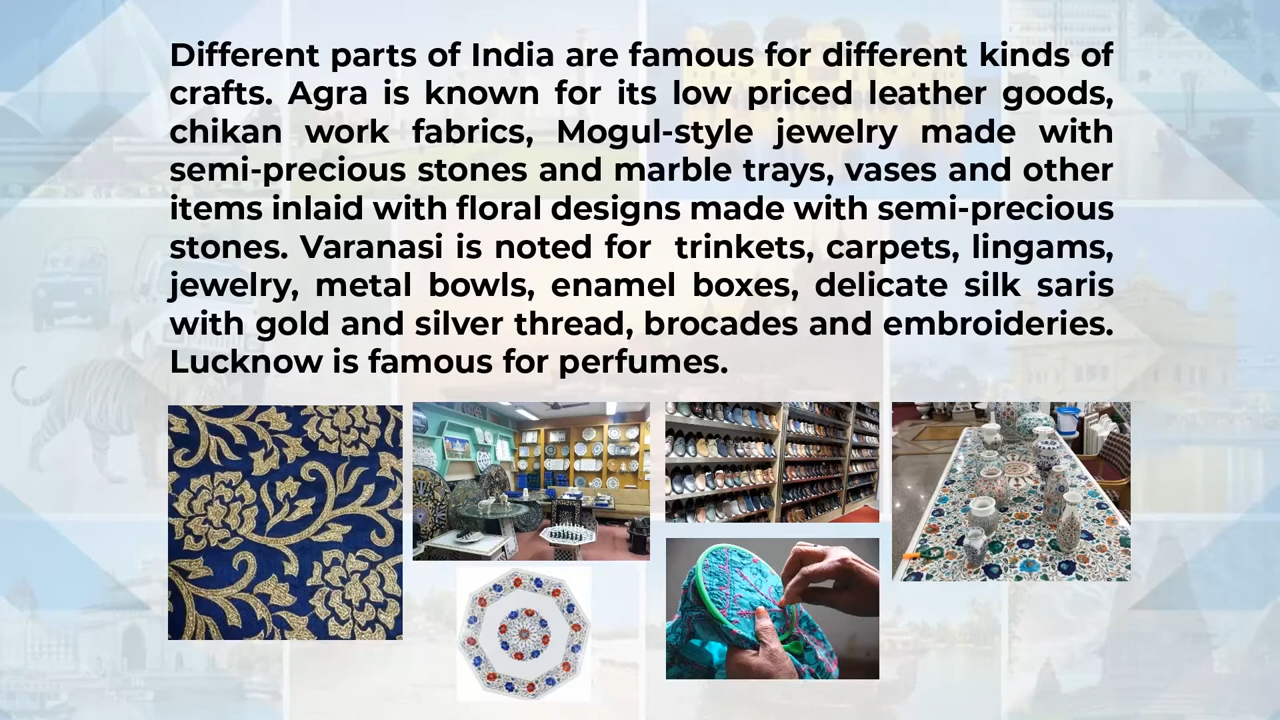 Different parts of India are famous for different kinds of
crafts. Agra is known for its low priced leather goods,
chikan work fabrics, Mogul-style jewelry made with
semi-precious stones and marble trays, vases and other
items inlaid with floral designs made with semi-precious
stones. Varanasi is noted for  trinkets, carpets, lingams,
jewelry, metal bowls, enamel boxes, delicate silk saris
with gold and silver thread, brocades and embroideries.
Lucknow is famous for perfumes.